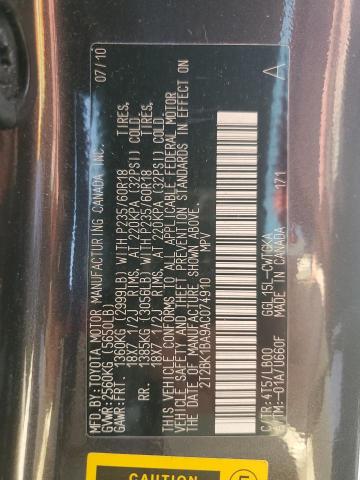 MFD. BY:TOYOTA MOTOR MANUFACTURING CANADA INC. 07/10
GVWR:2560KG (5650LB)
GAWR:FRT. 1360KG (2999LB) WITH P235/60R18 TIRES,
18X7 1/2J RIMS, AT 220KPA (32PSI) COLD.
RR. 1385KG (3056LB) WITH P235/60R18 TIRES,
18X7 1/2J RIMS, AT 220KPA (32PSI) COLD.
THIS VEHICLE CONFORMS TO ALL APPLICABLE FEDERAL MOTOR
VEHICLE SAFETY AND THEFT PREVENTION STANDARDS IN EFFECT ON
THE DATE OF MANUFACTURE SHOWN ABOVE.
2T2BK1BA9AC074910 MPV
A
C/TR:4T5/LB00 GGL15L-CWTGKA
A/TM:-01A/U660F MADE IN CANADA 171
CAUTION